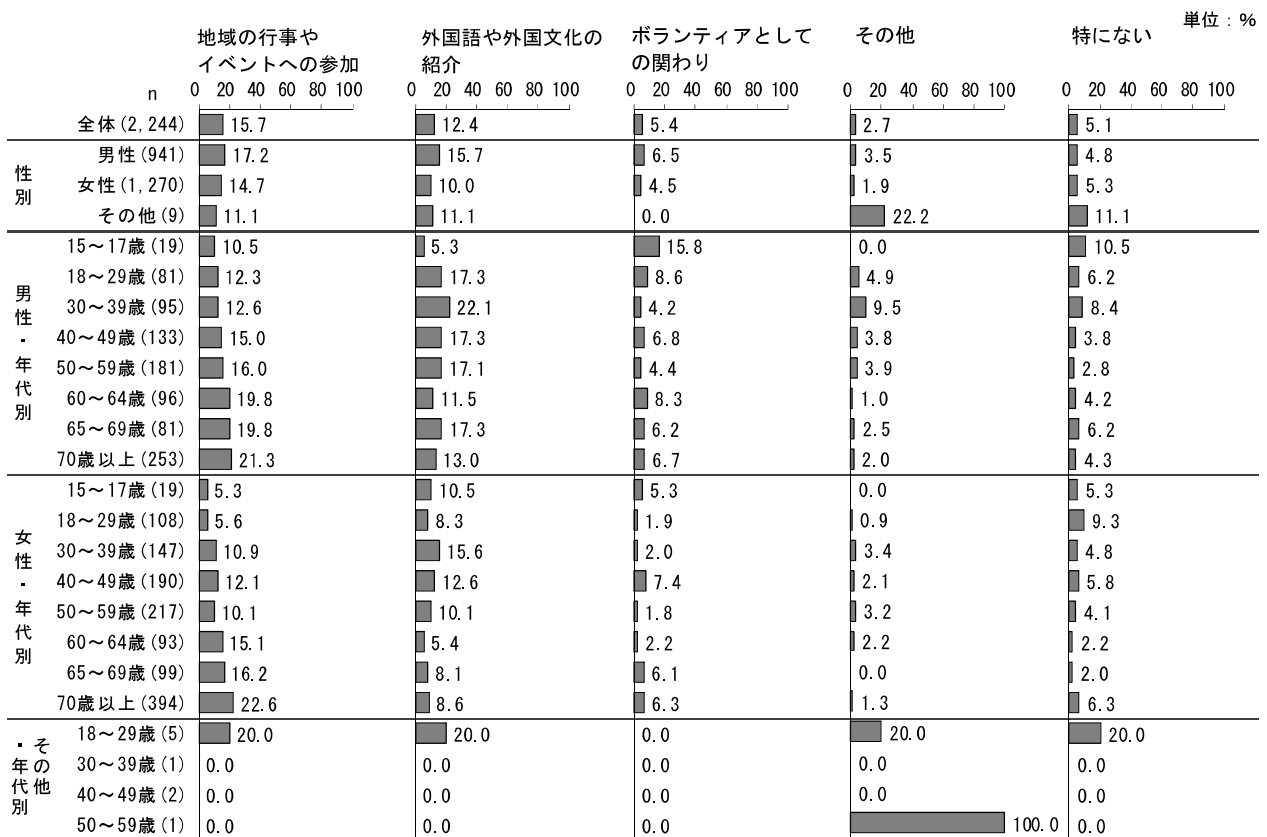 単位：%
地域の行事や
イベントへの参加
外国語や外国文化の
紹介
ボランティアとして
の関わり
その他
特にない
n
0 20 40 60 80 100 0 20 40 60 80 100 0 20 40 60 80 100 0 20 40 60 80 100 0 20 40 60 80 100
全体(2,244) 15.7 12.4 5.4 2.7 5.1
性別
男性(941) 17.2 15.7 6.5 3.5 4.8
女性(1,270) 14.7 10.0 4.5 1.9 5.3
その他(9) 11.1 11.1 0.0 22.2 11.1
男性・年代別
15～17歳(19) 10.5 5.3 15.8 0.0 10.5
18～29歳(81) 12.3 17.3 8.6 4.9 6.2
30～39歳(95) 12.6 22.1 4.2 9.5 8.4
40～49歳(133) 15.0 17.3 6.8 3.8 3.8
50～59歳(181) 16.0 17.1 4.4 3.9 2.8
60～64歳(96) 19.8 11.5 8.3 1.0 4.2
65～69歳(81) 19.8 17.3 6.2 2.5 6.2
70歳以上(253) 21.3 13.0 6.7 2.0 4.3
女性・年代別
15～17歳(19) 5.3 10.5 5.3 0.0 5.3
18～29歳(108) 5.6 8.3 1.9 0.9 9.3
30～39歳(147) 10.9 15.6 2.0 3.4 4.8
40～49歳(190) 12.1 12.6 7.4 2.1 5.8
50～59歳(217) 10.1 10.1 1.8 3.2 4.1
60～64歳(93) 15.1 5.4 2.2 2.2 2.2
65～69歳(99) 16.2 8.1 6.1 0.0 2.0
70歳以上(394) 22.6 8.6 6.3 1.3 6.3
その他・年代別
18～29歳(5) 20.0 20.0 0.0 20.0 20.0
30～39歳(1) 0.0 0.0 0.0 0.0 0.0
40～49歳(2) 0.0 0.0 0.0 0.0 0.0
50～59歳(1) 0.0 0.0 0.0 100.0 0.0